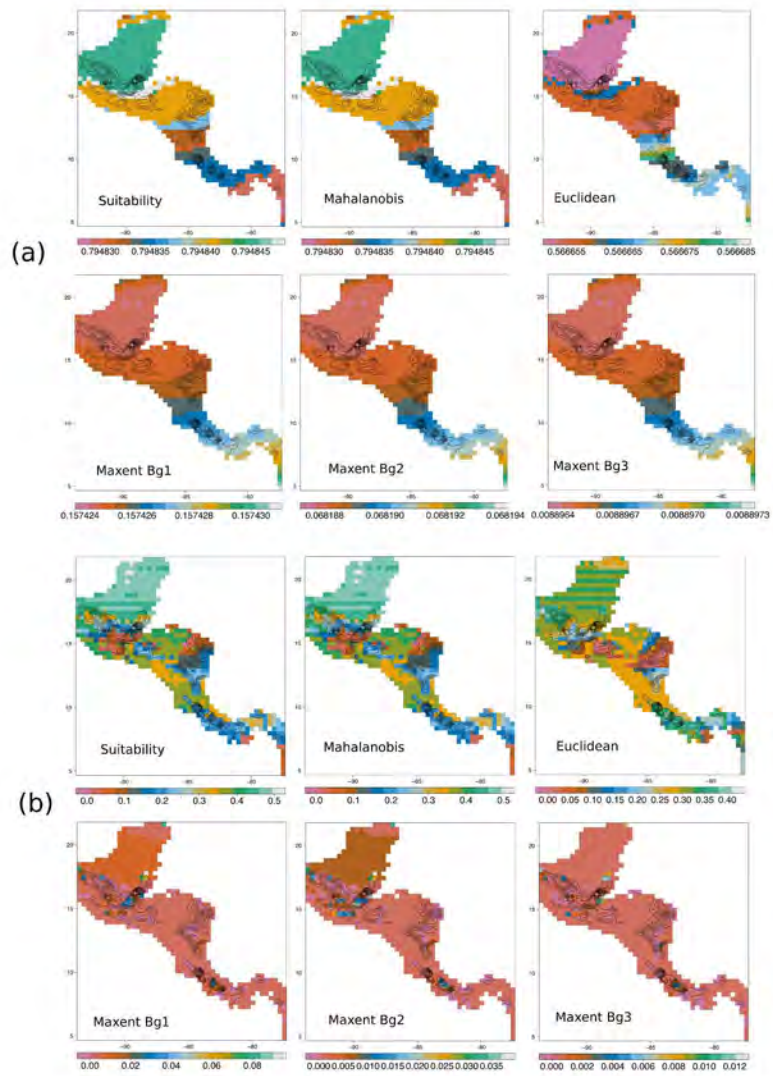 Suitability
Mahalanobis
Euclidean
0.794830 0.794835 0.794840 0.794845
0.794830 0.794835 0.794840 0.794845
0.566655 0.566665 0.566675 0.566685
(a)
Maxent Bg1
Maxent Bg2
Maxent Bg3
0.157424 0.157426 0.157428 0.157430
0.068188 0.068190 0.068192 0.068194
0.0088964 0.0088967 0.0088970 0.0088973
Suitability
Mahalanobis
Euclidean
0.0 0.1 0.2 0.3 0.4 0.5
0.0 0.1 0.2 0.3 0.4 0.5
0.00 0.05 0.10 0.15 0.20 0.25 0.30 0.35 0.40
(b)
Maxent Bg1
Maxent Bg2
Maxent Bg3
0.00 0.02 0.04 0.06 0.08
0.000 0.005 0.010 0.015 0.020 0.025 0.030 0.035
0.000 0.002 0.004 0.006 0.008 0.010 0.012